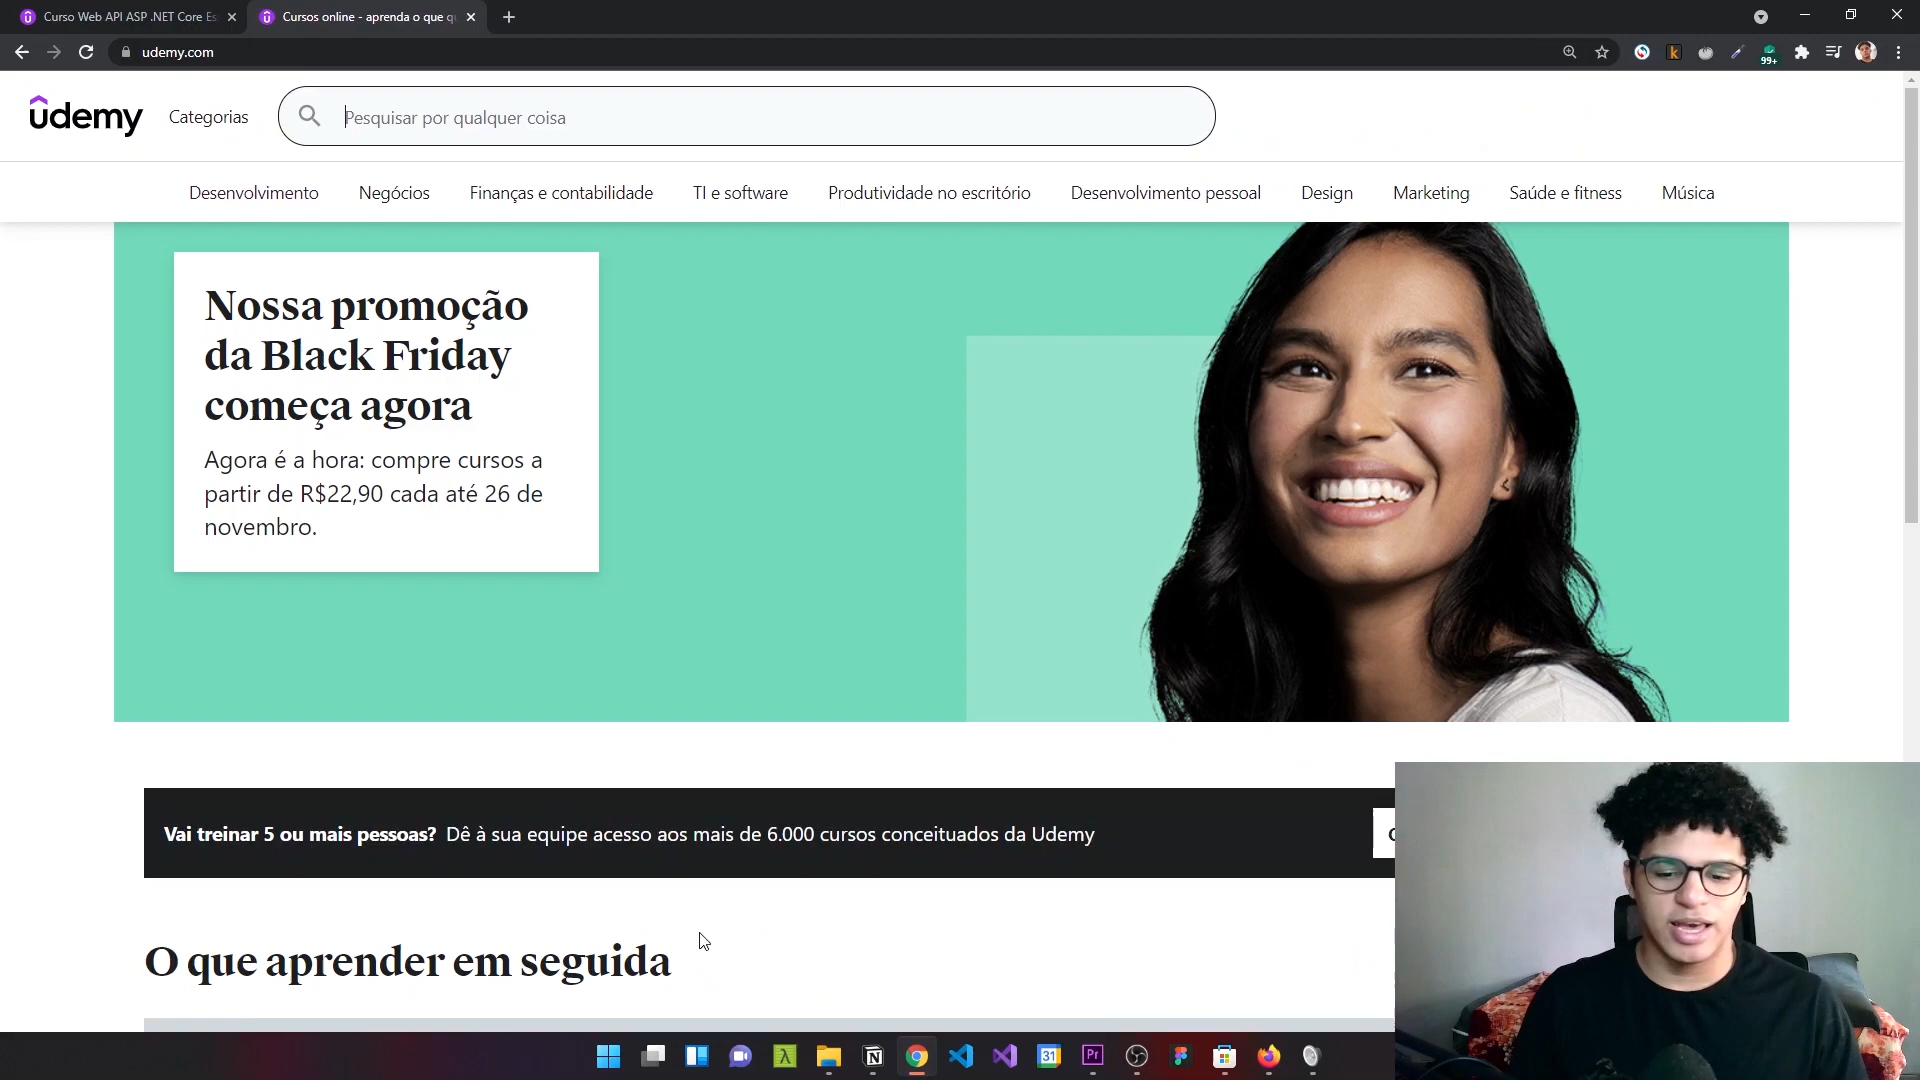 Curso Web API ASP .NET Core Es
Cursos online - aprenda o que q
udemy.com
99+
udemy
Categorias
Pesquisar por qualquer coisa
Desenvolvimento
Negócios
Finanças e contabilidade
TI e software
Produtividade no escritório
Desenvolvimento pessoal
Design
Marketing
Saúde e fitness
Música
Nossa promoção
da Black Friday
começa agora
Agora é a hora: compre cursos a
partir de R$22,90 cada até 26 de
novembro.
Vai treinar 5 ou mais pessoas? Dê à sua equipe acesso aos mais de 6.000 cursos conceituados da Udemy
O que aprender em seguida
31
Pr